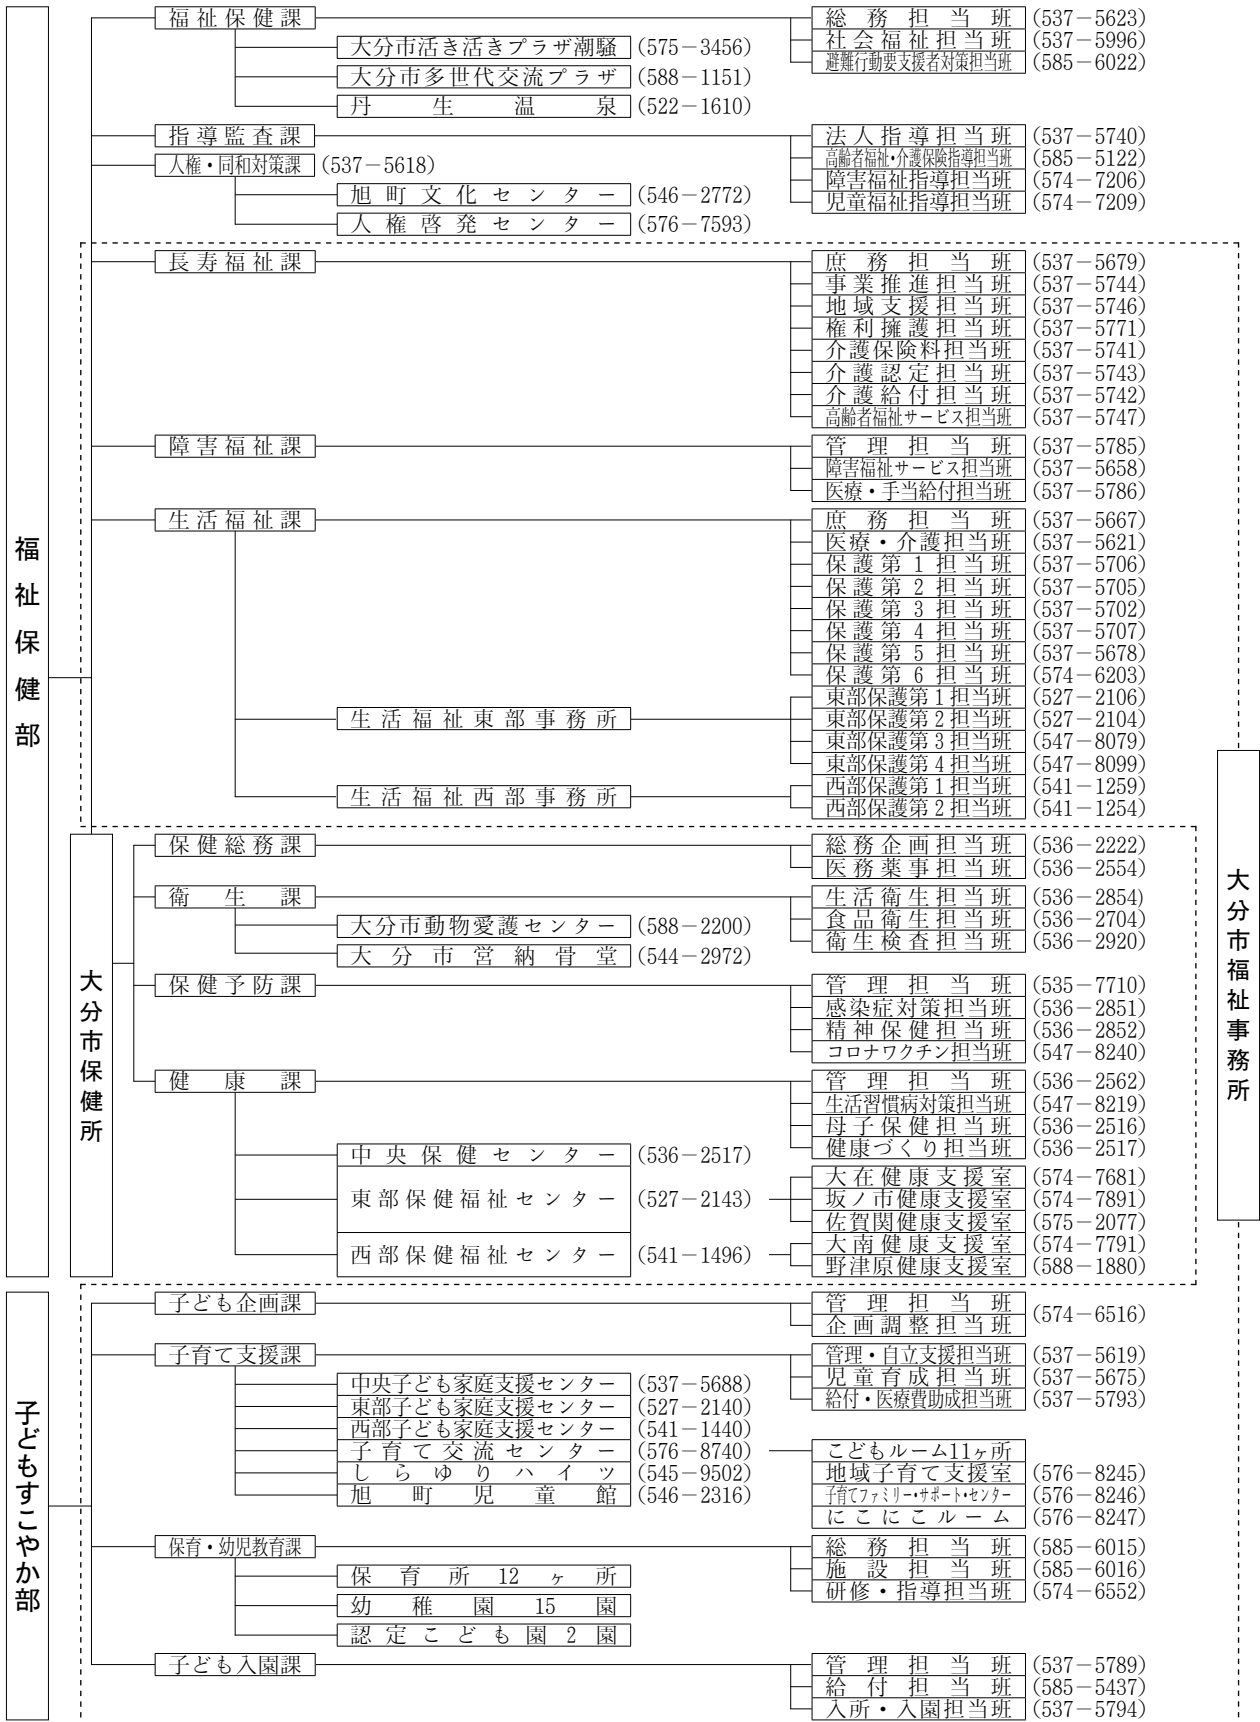 福祉保健部
福祉保健課
総務担当班 (537-5623)
社会福祉担当班 (537-5996)
避難行動要支援者対策担当班 (585-6022)
大分市活き活きプラザ潮騒 (575-3456)
大分市多世代交流プラザ (588-1151)
丹生温泉 (522-1610)
指導監査課
法人指導担当班 (537-5740)
高齢者福祉・介護保険指導担当班 (585-5122)
障害福祉指導担当班 (574-7206)
児童福祉指導担当班 (574-7209)
人権・同和対策課 (537-5618)
旭町文化センター (546-2772)
人権啓発センター (576-7593)
長寿福祉課
庶務担当班 (537-5679)
事業推進担当班 (537-5744)
地域支援担当班 (537-5746)
権利擁護担当班 (537-5771)
介護保険料担当班 (537-5741)
介護認定担当班 (537-5743)
介護給付担当班 (537-5742)
高齢者福祉サービス担当班 (537-5747)
障害福祉課
管理担当班 (537-5785)
障害福祉サービス担当班 (537-5658)
医療・手当給付担当班 (537-5786)
生活福祉課
庶務担当班 (537-5667)
医療・介護担当班 (537-5621)
保護第1担当班 (537-5706)
保護第2担当班 (537-5705)
保護第3担当班 (537-5702)
保護第4担当班 (537-5707)
保護第5担当班 (537-5678)
保護第6担当班 (574-6203)
生活福祉東部事務所
東部保護第1担当班 (527-2106)
東部保護第2担当班 (527-2104)
東部保護第3担当班 (547-8079)
東部保護第4担当班 (547-8099)
生活福祉西部事務所
西部保護第1担当班 (541-1259)
西部保護第2担当班 (541-1254)
大分市福祉事務所
大分市保健所
保健総務課
総務企画担当班 (536-2222)
医務薬事担当班 (536-2554)
衛生課
生活衛生担当班 (536-2854)
食品衛生担当班 (536-2704)
衛生検査担当班 (536-2920)
大分市動物愛護センター (588-2200)
大分市営納骨堂 (544-2972)
保健予防課
管理担当班 (535-7710)
感染症対策担当班 (536-2851)
精神保健担当班 (536-2852)
コロナワクチン担当班 (547-8240)
健康課
管理担当班 (536-2562)
生活習慣病対策担当班 (547-8219)
母子保健担当班 (536-2516)
健康づくり担当班 (536-2517)
中央保健センター (536-2517)
東部保健福祉センター (527-2143)
大在健康支援室 (574-7681)
坂ノ市健康支援室 (574-7891)
佐賀関健康支援室 (575-2077)
西部保健福祉センター (541-1496)
大南健康支援室 (574-7791)
野津原健康支援室 (588-1880)
子どもすこやか部
子ども企画課
管理担当班
企画調整担当班
(574-6516)
子育て支援課
管理・自立支援担当班 (537-5619)
児童育成担当班 (537-5675)
給付・医療費助成担当班 (537-5793)
中央子ども家庭支援センター (537-5688)
東部子ども家庭支援センター (527-2140)
西部子ども家庭支援センター (541-1440)
子育て交流センター (576-8740)
こどもルーム11ヶ所
地域子育て支援室 (576-8245)
子育てファミリー・サポート・センター (576-8246)
にこにこルーム (576-8247)
しらゆりハイツ (545-9502)
旭町児童館 (546-2316)
保育・幼児教育課
総務担当班 (585-6015)
施設担当班 (585-6016)
研修・指導担当班 (574-6552)
保育所12ヶ所
幼稚園15園
認定こども園2園
子ども入園課
管理担当班 (537-5789)
給付担当班 (585-5437)
入所・入園担当班 (537-5794)